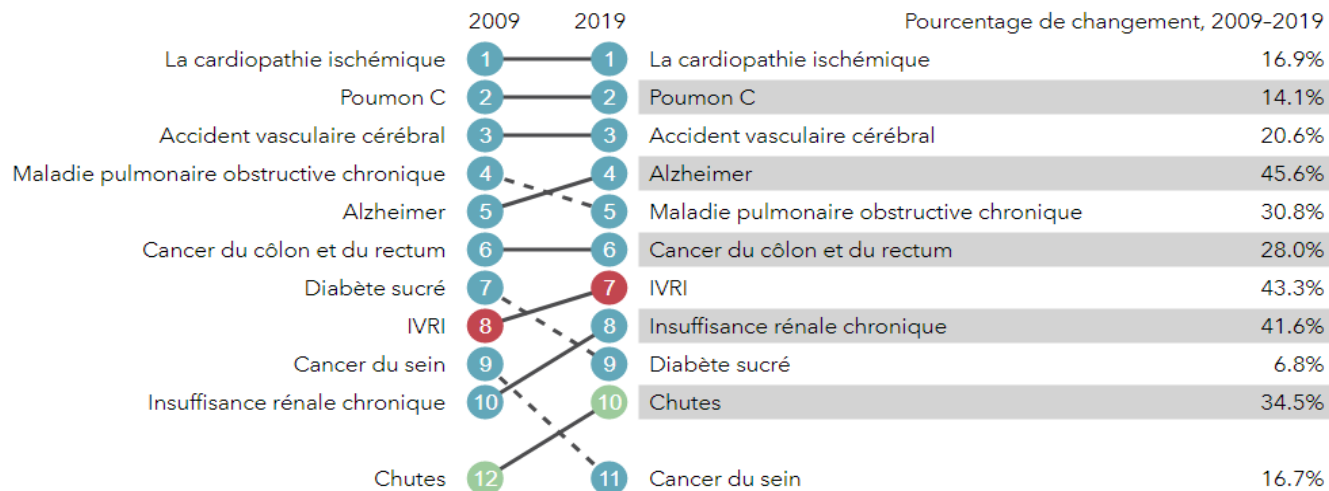 2009 2019 Pourcentage de changement, 2009-2019
La cardiopathie ischémique 1 1 La cardiopathie ischémique 16.9%
Poumon C 2 2 Poumon C 14.1%
Accident vasculaire cérébral 3 3 Accident vasculaire cérébral 20.6%
Maladie pulmonaire obstructive chronique 4 4 Alzheimer 45.6%
Alzheimer 5 5 Maladie pulmonaire obstructive chronique 30.8%
Cancer du côlon et du rectum 6 6 Cancer du côlon et du rectum 28.0%
Diabète sucré 7 7 IVRI 43.3%
IVRI 8 8 Insuffisance rénale chronique 41.6%
Cancer du sein 9 9 Diabète sucré 6.8%
Insuffisance rénale chronique 10 10 Chutes 34.5%
Chutes 12 11 Cancer du sein 16.7%